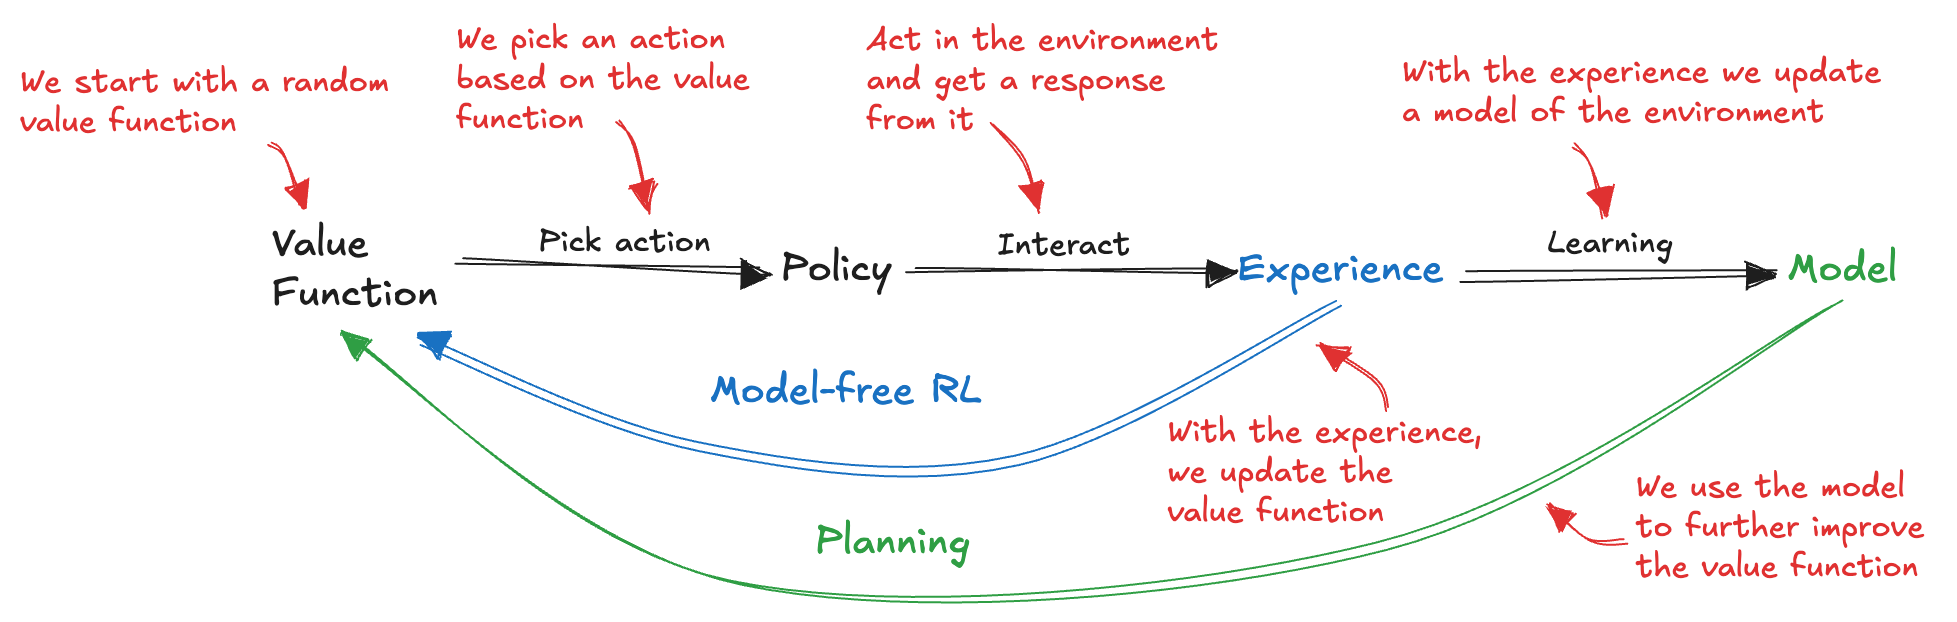 We start with a random
value function
We pick an action
based on the value
function
Act in the environment
and get a response
from it
With the experience we update
a model of the environment
Value
Function
Pick action
Policy
Interact
Experience
Learning
Model
Model-free RL
With the experience,
we update the
value function
Planning
We use the model
to further improve
the value function